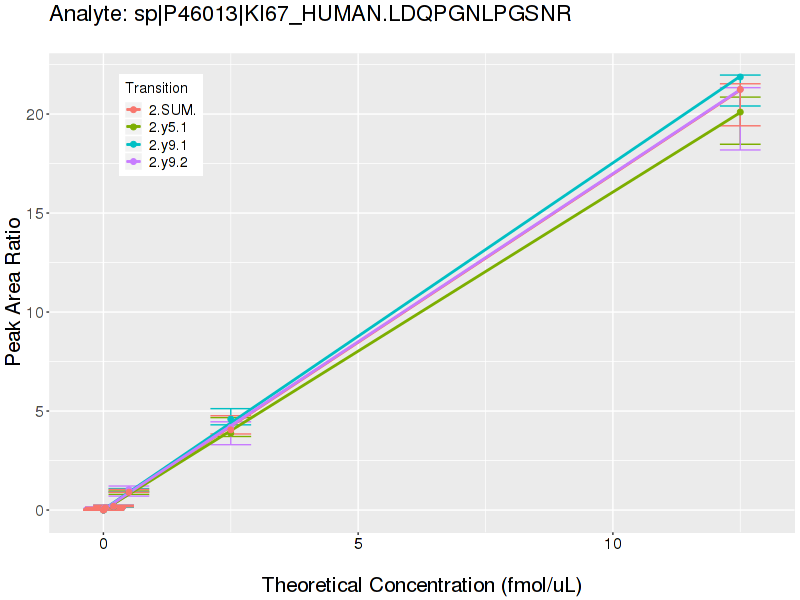 Analyte: sp|P46013|KI67_HUMAN.LDQPGNLPGSNR
Transition
2.SUM.
2.y5.1
2.y9.1
2.y9.2
Peak Area Ratio
20
15
10
5
0
0 5 10
Theoretical Concentration (fmol/uL)